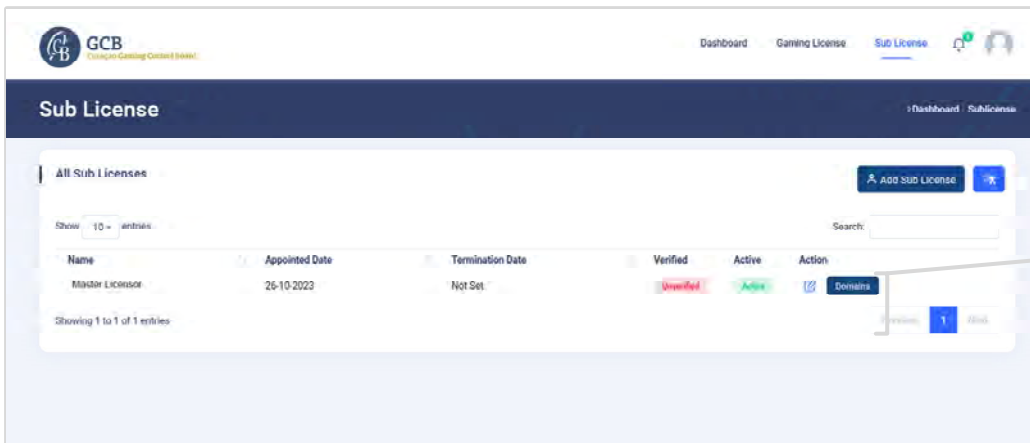 GCB
Curaçao Gaming Control Board
Dashboard Gaming License Sub License
Sub License
Dashboard Sublicense
All Sub Licenses
Add Sub License
Show 10 entries
Search:
Name Appointed Date Termination Date Verified Active Action
Master Licensor 26-10-2023 Not Set Unverified Active Domains
Showing 1 to 1 of 1 entries
Previous 1 Next